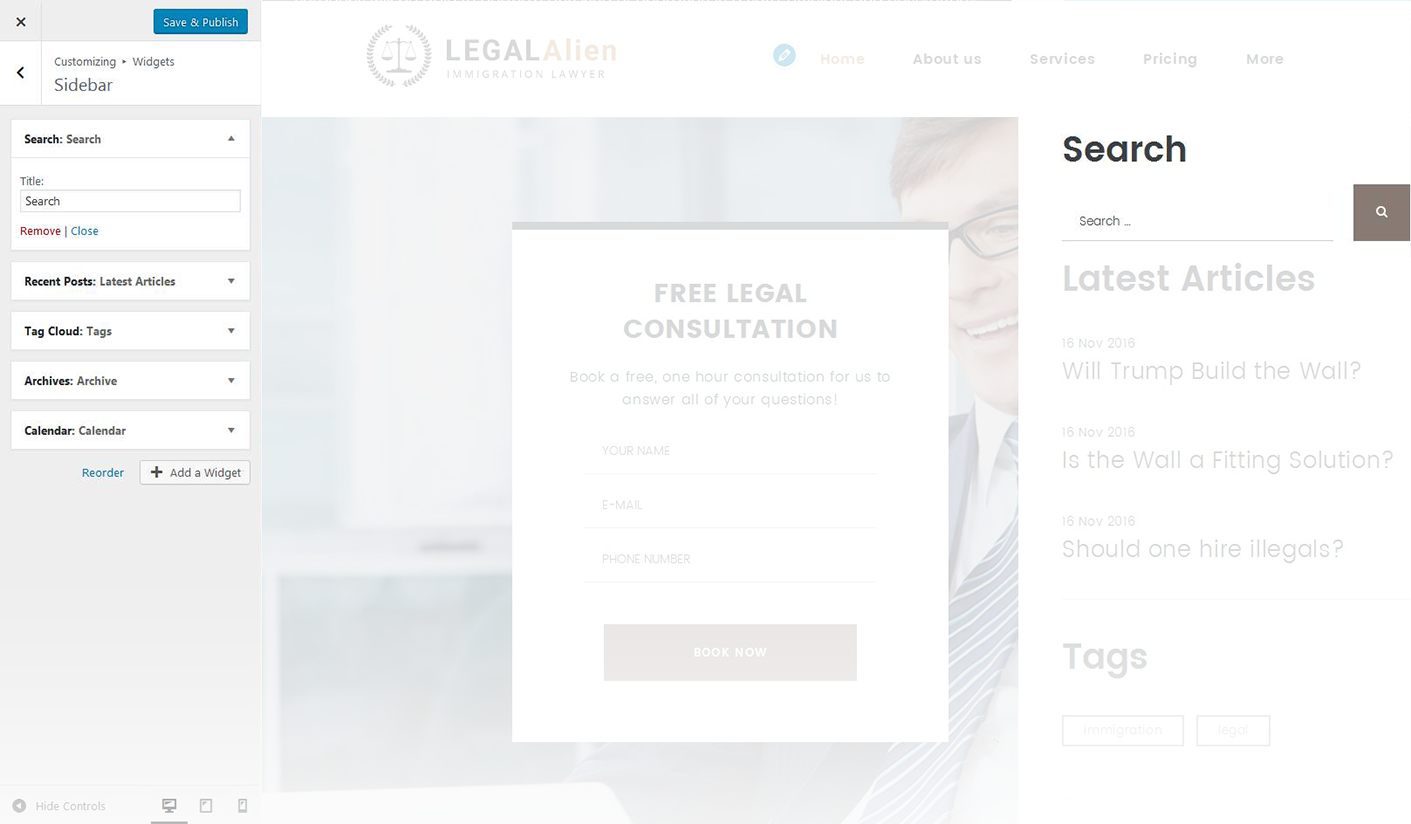 Save & Publish
Customizing ▸ Widgets
Sidebar
Search: Search
Title:
Search
Remove | Close
Recent Posts: Latest Articles
Tag Cloud: Tags
Archives: Archive
Calendar: Calendar
Reorder
Add a Widget
Hide Controls
LEGALAlien
IMMIGRATION LAWYER
Home About us Services Pricing More
FREE LEGAL
CONSULTATION
Book a free, one hour consultation for us to
answer all of your questions!
YOUR NAME
E-MAIL
PHONE NUMBER
BOOK NOW
Search
Search ...
Latest Articles
16 Nov 2016
Will Trump Build the Wall?
16 Nov 2016
Is the Wall a Fitting Solution?
16 Nov 2016
Should one hire illegals?
Tags
immigration legal